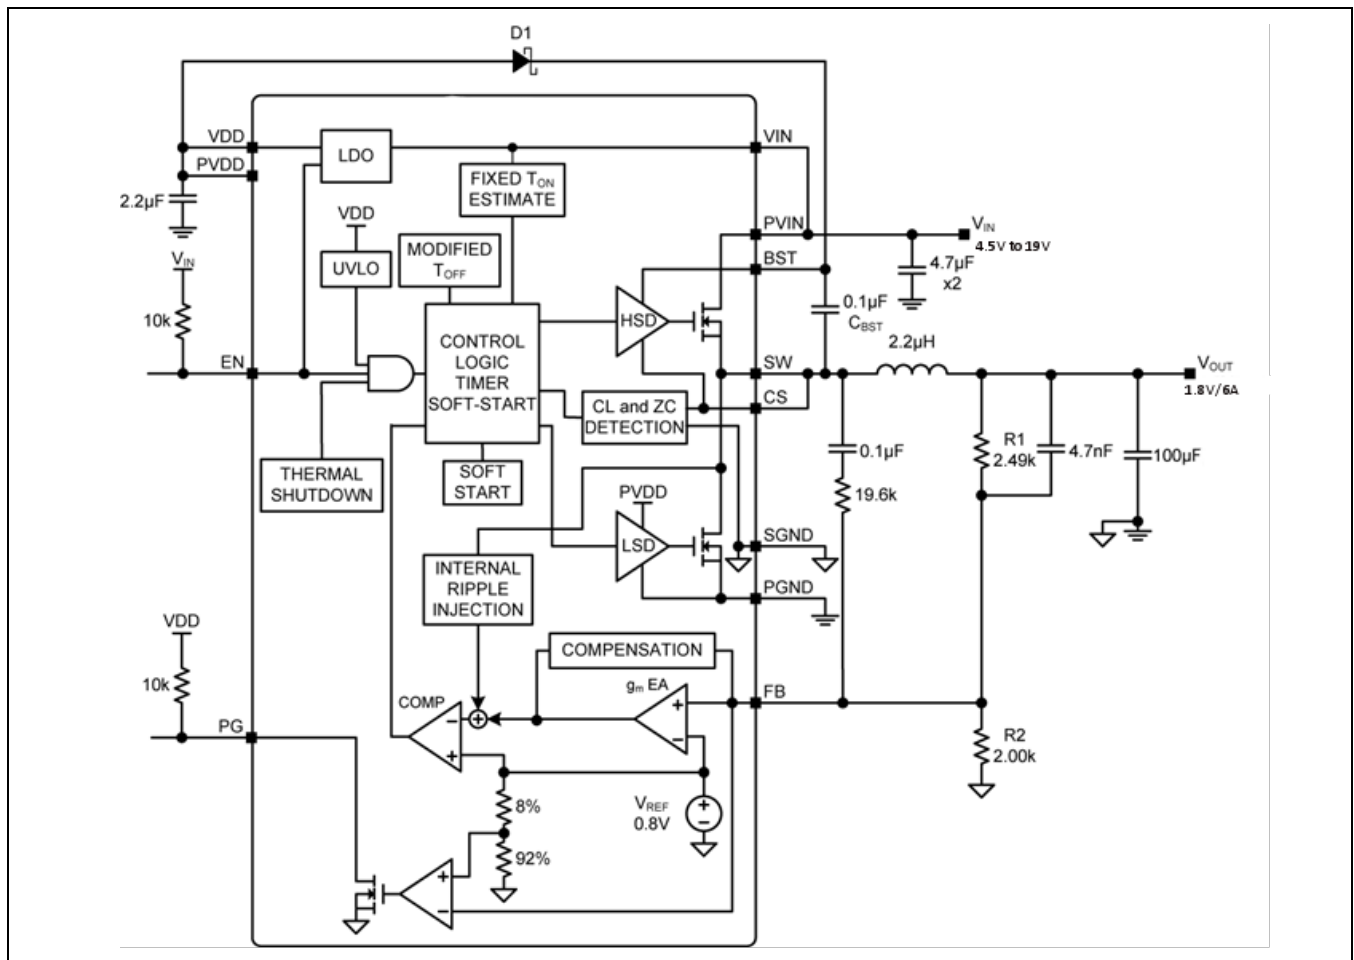 D1
VDD
LDO
VIN
PVDD
FIXED TON
ESTIMATE
2.2µF
VDD
PVIN
VIN
4.5V to 19V
MODIFIED
TOFF
VIN
UVLO
BST
4.7µF
x2
10k
HSD
0.1µF
CBST
CONTROL
LOGIC
TIMER
SOFT-START
2.2µH
EN
SW
VOUT
1.8V/6A
CS
CL and ZC
DETECTION
R1
2.49k
4.7nF
0.1µF
100µF
THERMAL
SHUTDOWN
SOFT
START
PVDD
19.6k
LSD
SGND
INTERNAL
RIPPLE
INJECTION
PGND
VDD
COMPENSATION
10k
COMP
gm EA
FB
+
−
+
−
+
PG
R2
2.00k
8%
VREF
0.8V
+
−
92%
+
−